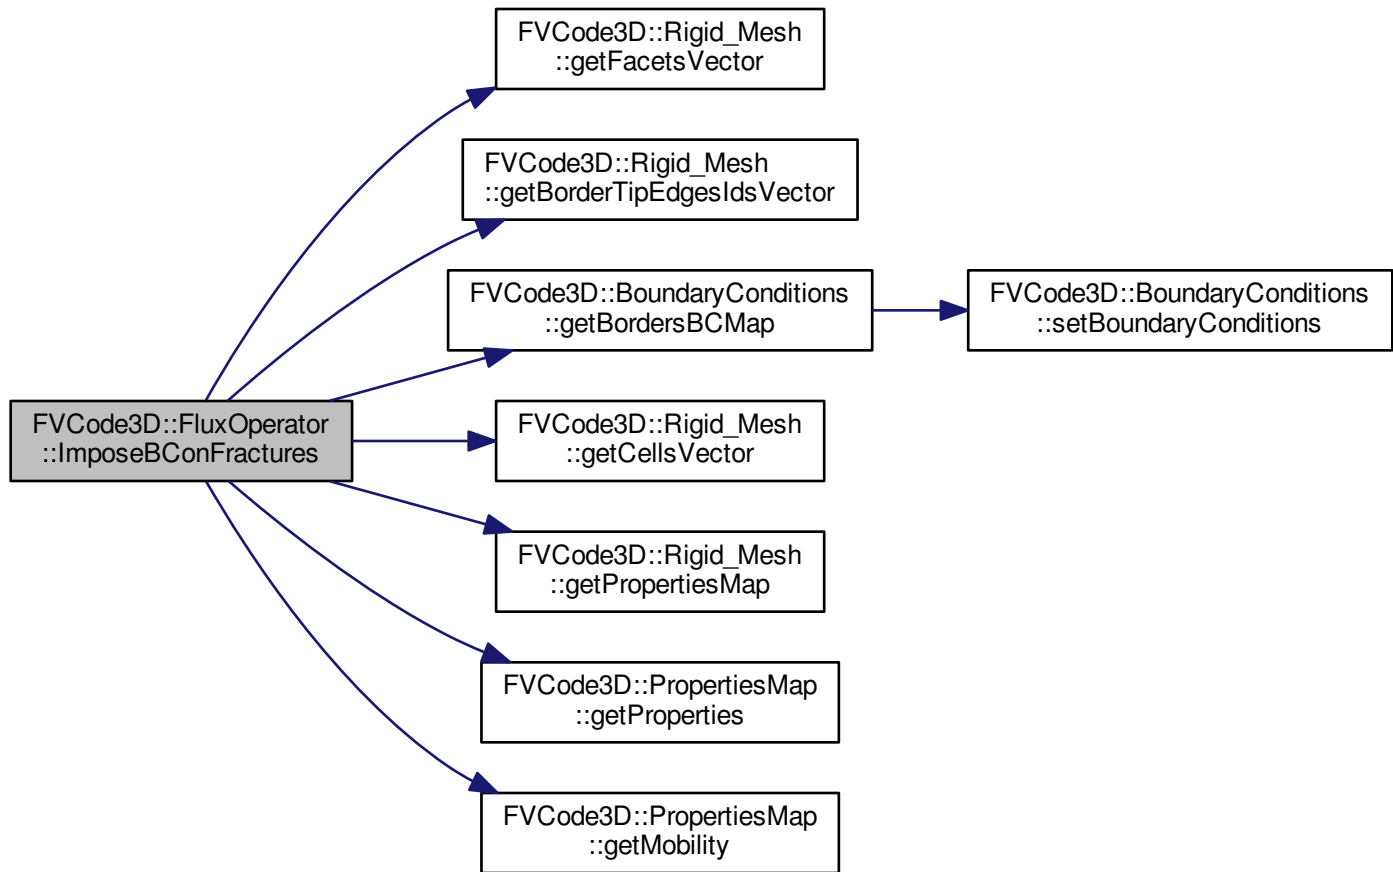 FVCode3D::Rigid_Mesh
::getFacetsVector
FVCode3D::Rigid_Mesh
::getBorderTipEdgesIdsVector
FVCode3D::BoundaryConditions
::getBordersBCMap
FVCode3D::BoundaryConditions
::setBoundaryConditions
FVCode3D::FluxOperator
::ImposeBConFractures
FVCode3D::Rigid_Mesh
::getCellsVector
FVCode3D::Rigid_Mesh
::getPropertiesMap
FVCode3D::PropertiesMap
::getProperties
FVCode3D::PropertiesMap
::getMobility